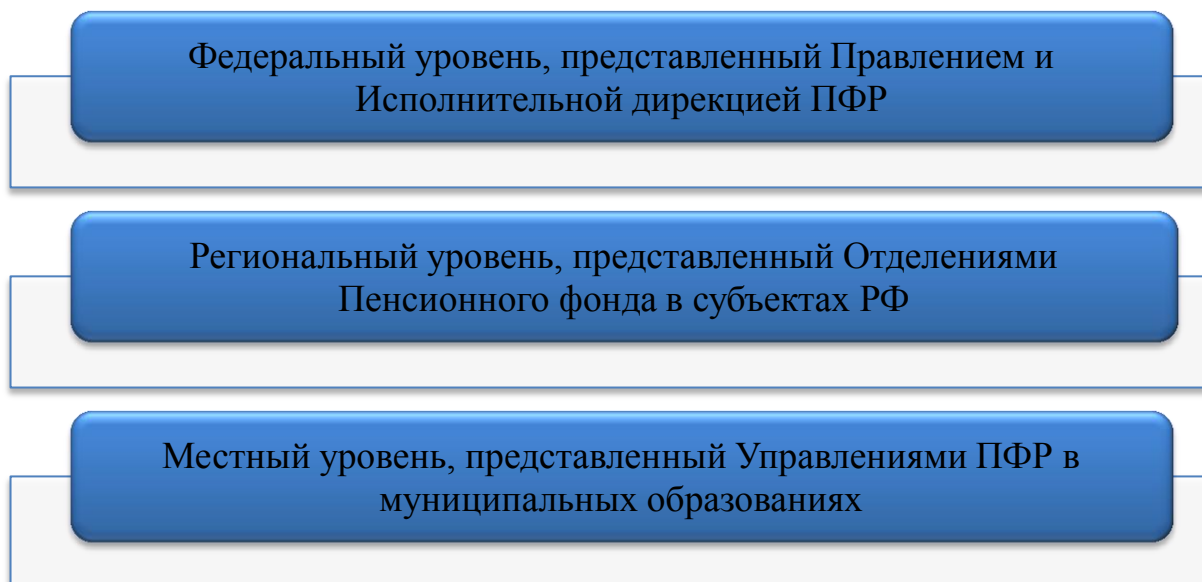 Федеральный уровень, представленный Правлением и
Исполнительной дирекцией ПФР
Региональный уровень, представленный Отделениями
Пенсионного фонда в субъектах РФ
Местный уровень, представленный Управлениями ПФР в
муниципальных образованиях